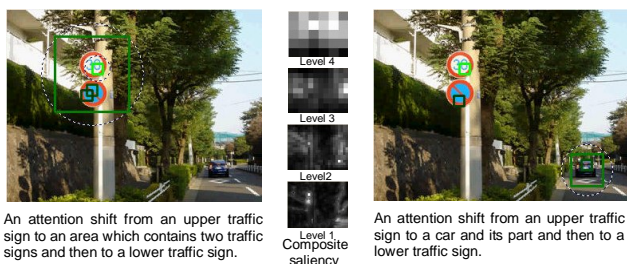 An attention shift from an upper traffic
sign to an area which contains two traffic
signs and then to a lower traffic sign.
Level 4
Level 3
Level2
Level 1
Composite
saliency
An attention shift from an upper traffic
sign to a car and its part and then to a
lower traffic sign.